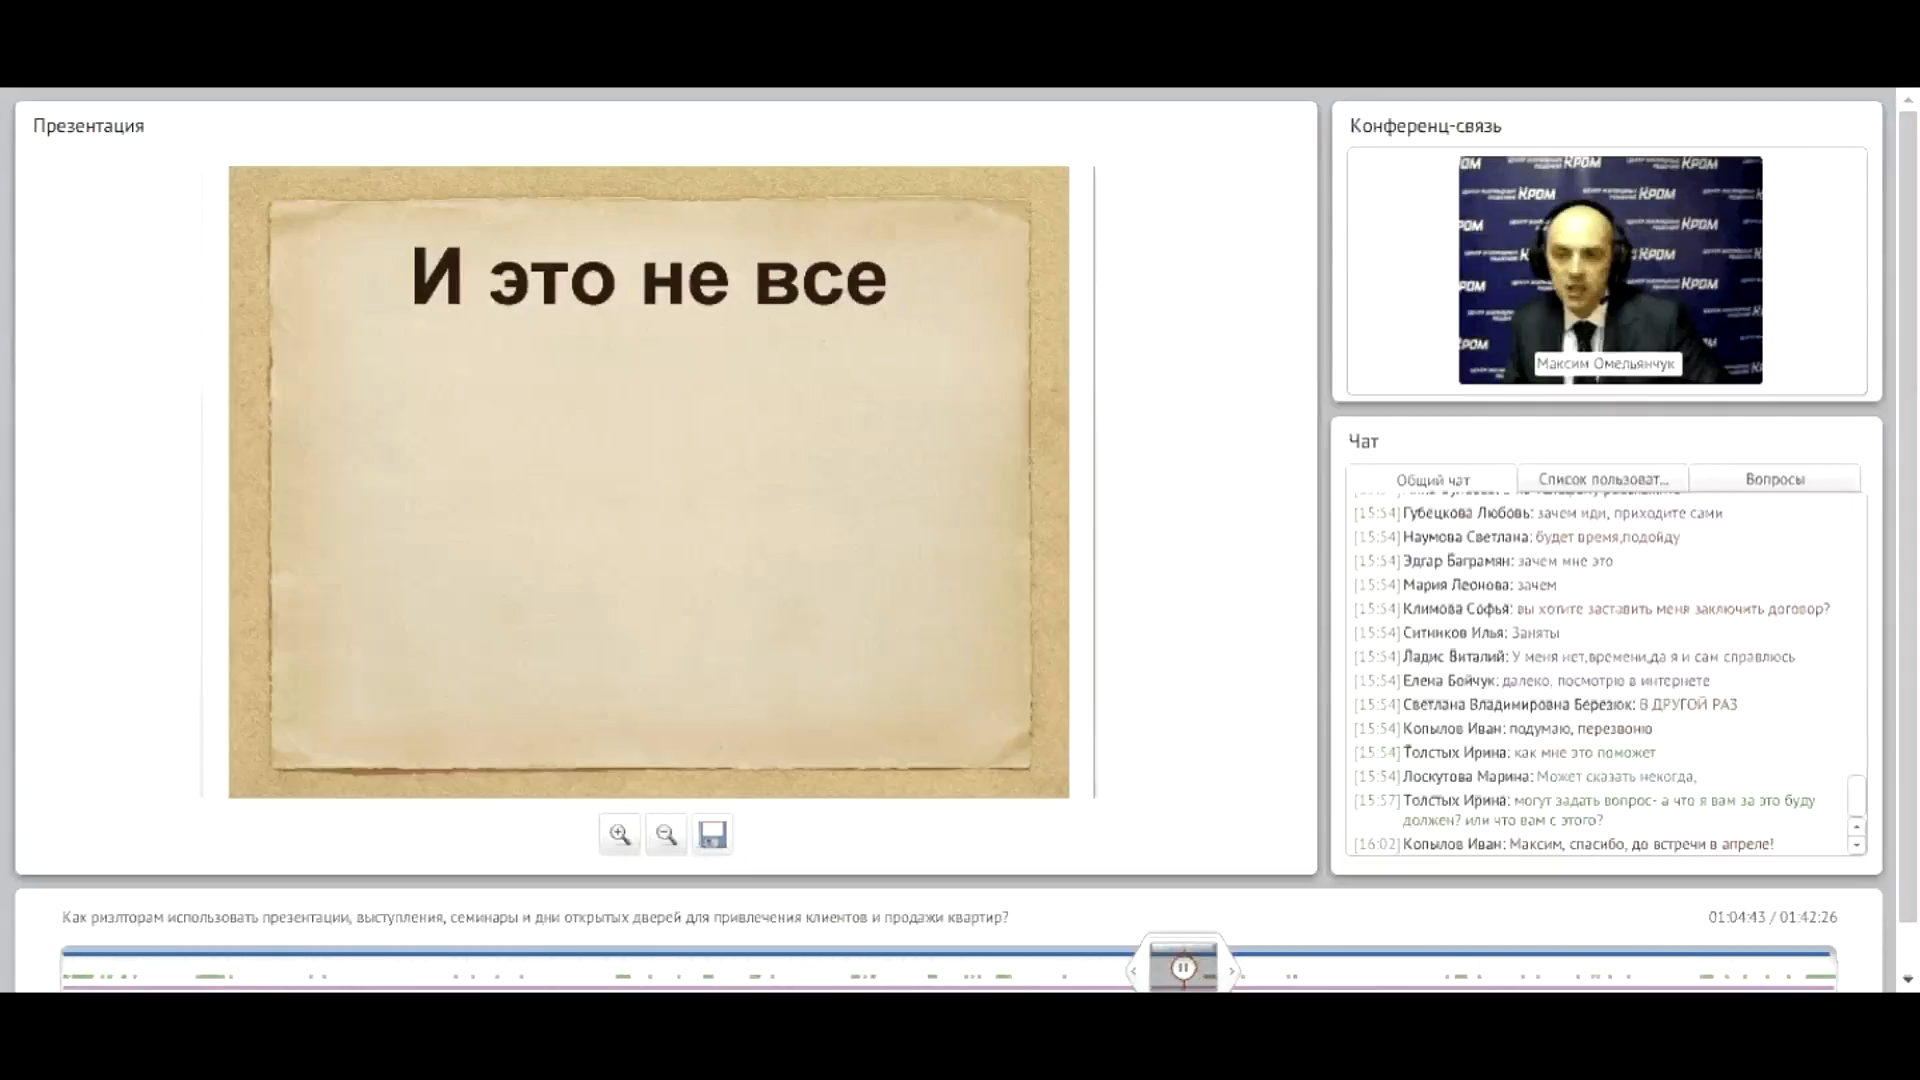 Презентация
И это не все
Конференц-связь
КРОМ
КРОМ
КРОМ
КРОМ
КРОМ
КРОМ
Максим Омельянчук
Чат
Общий чат
Список пользоват...
Вопросы
[15:54] Губецкова Любовь: зачем иди, приходите сами
[15:54] Наумова Светлана: будет время,подойду
[15:54] Эдгар Баграмян: зачем мне это
[15:54] Мария Леонова: зачем
[15:54] Климова Софья: вы хотите заставить меня заключить договор?
[15:54] Ситников Илья: Заняты
[15:54] Ладис Виталий: У меня нет,времени,да я и сам справлюсь
[15:54] Елена Бойчук: далеко, посмотрю в интернете
[15:54] Светлана Владимировна Березюк: В ДРУГОЙ РАЗ
[15:54] Копылов Иван: подумаю, перезвоню
[15:54] Толстых Ирина: как мне это поможет
[15:54] Лоскутова Марина: Может сказать некогда,
[15:57] Толстых Ирина: могут задать вопрос- а что я вам за это буду
должен? или что вам с этого?
[16:02] Копылов Иван: Максим, спасибо, до встречи в апреле!
Как риэлторам использовать презентации, выступления, семинары и дни открытых дверей для привлечения клиентов и продажи квартир?
01:04:43 / 01:42:26